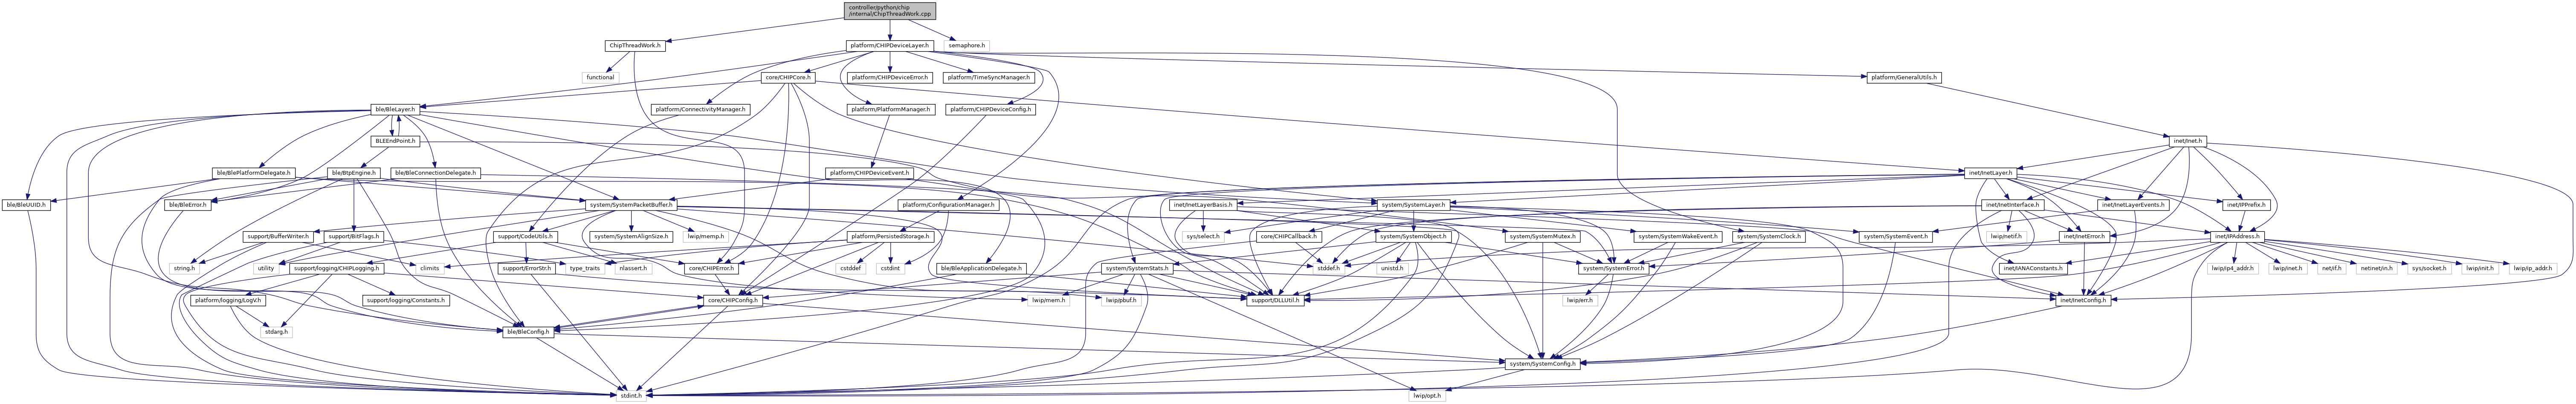 controller/python/chip
/internal/ChipThreadWork.cpp
ChipThreadWork.h
platform/CHIPDeviceLayer.h
semaphore.h
functional
core/CHIPCore.h
platform/CHIPDeviceError.h
platform/TimeSyncManager.h
platform/GeneralUtils.h
ble/BleLayer.h
platform/ConnectivityManager.h
platform/PlatformManager.h
platform/CHIPDeviceConfig.h
BLEEndPoint.h
inet/Inet.h
ble/BlePlatformDelegate.h
ble/BtpEngine.h
ble/BleConnectionDelegate.h
platform/CHIPDeviceEvent.h
inet/InetLayer.h
ble/BleUUID.h
ble/BleError.h
system/SystemPacketBuffer.h
platform/ConfigurationManager.h
inet/InetLayerBasis.h
system/SystemLayer.h
inet/InetInterface.h
inet/InetLayerEvents.h
inet/IPPrefix.h
support/BufferWriter.h
support/BitFlags.h
support/CodeUtils.h
system/SystemAlignSize.h
lwip/memp.h
platform/PersistedStorage.h
sys/select.h
core/CHIPCallback.h
system/SystemObject.h
system/SystemMutex.h
system/SystemWakeEvent.h
system/SystemClock.h
system/SystemEvent.h
lwip/netif.h
inet/InetError.h
inet/IPAddress.h
string.h
utility
support/logging/CHIPLogging.h
climits
support/ErrorStr.h
type_traits
nlassert.h
core/CHIPError.h
cstddef
cstdint
ble/BleApplicationDelegate.h
system/SystemStats.h
stddef.h
unistd.h
system/SystemError.h
inet/IANAConstants.h
lwip/ip4_addr.h
lwip/inet.h
net/if.h
netinet/in.h
sys/socket.h
lwip/init.h
lwip/ip_addr.h
platform/logging/LogV.h
support/logging/Constants.h
core/CHIPConfig.h
lwip/mem.h
lwip/pbuf.h
support/DLLUtil.h
lwip/err.h
inet/InetConfig.h
stdarg.h
ble/BleConfig.h
system/SystemConfig.h
stdint.h
lwip/opt.h